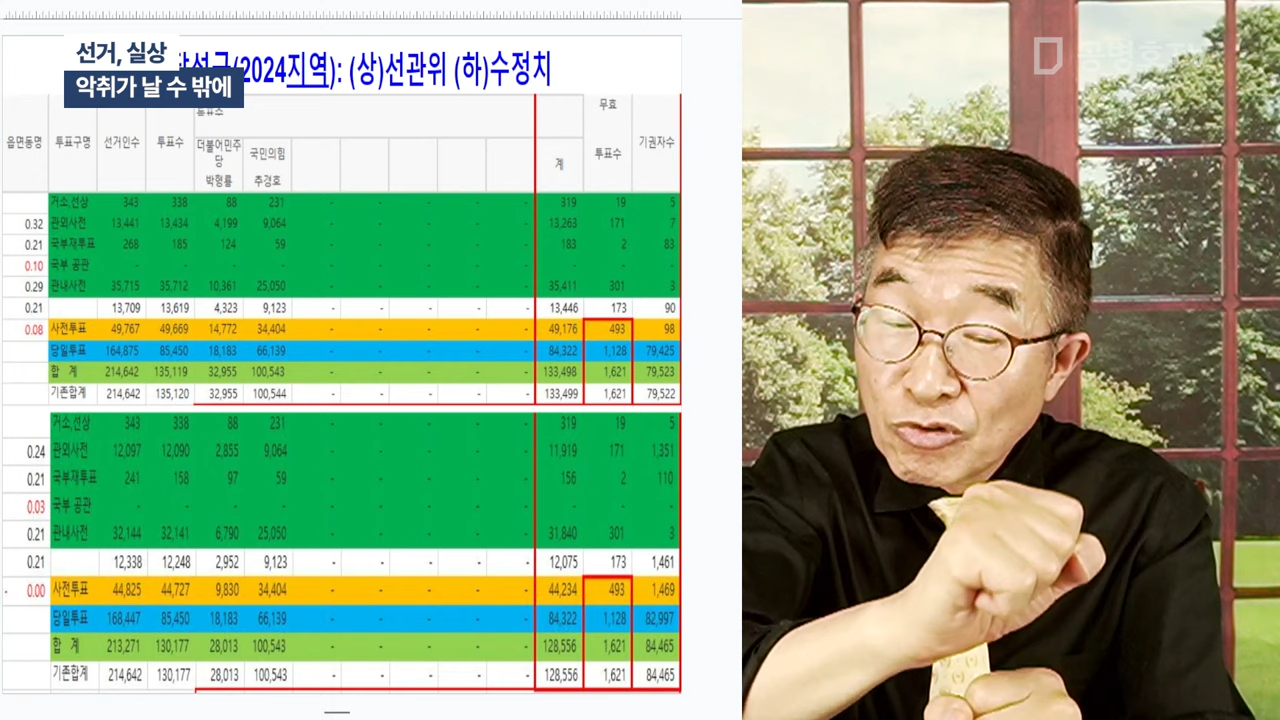 선거, 실상
악취가 날 수 밖에
달성군(2024지역): (상)선관위 (하)수정치
공병호TV
읍면동명 투표구명 선거인수 투표수 더불어민주당 박형룡 국민의힘 추경호 계 무효 투표수 기권자수
거소,선상 343 338 88 231 - - - - - 319 19 5
0.32 관외사전 13,441 13,434 4,199 9,064 - - - - - 13,263 171 7
0.21 국부재투표 268 185 124 59 - - - - - 183 2 83
0.10 국부 공관 - - - - - - - - - - - -
0.29 관내사전 35,715 35,712 10,361 25,050 - - - - - 35,411 301 3
0.21 13,709 13,619 4,323 9,123 - - - - - 13,446 173 90
0.08 사전투표 49,767 49,669 14,772 34,404 - - - - - 49,176 493 98
당일투표 164,875 85,450 18,183 66,139 - - - - - 84,322 1,128 79,425
합 계 214,642 135,119 32,955 100,543 - - - - - 133,498 1,621 79,523
기존합계 214,642 135,120 32,955 100,544 - - - - - 133,499 1,621 79,522
거소,선상 343 338 88 231 - - - - - 319 19 5
0.24 관외사전 12,097 12,090 2,855 9,064 - - - - - 11,919 171 1,351
0.21 국부재투표 241 158 97 59 - - - - - 156 2 110
0.03 국부 공관 - - - - - - - - - - - -
0.21 관내사전 32,144 32,141 6,790 25,050 - - - - - 31,840 301 3
0.21 12,338 12,248 2,952 9,123 - - - - - 12,075 173 1,461
- 0.00 사전투표 44,825 44,727 9,830 34,404 - - - - - 44,234 493 1,469
당일투표 168,447 85,450 18,183 66,139 - - - - - 84,322 1,128 82,997
합 계 213,271 130,177 28,013 100,543 - - - - - 128,556 1,621 84,465
기존합계 214,642 130,177 28,013 100,543 - - - - - 128,556 1,621 84,465